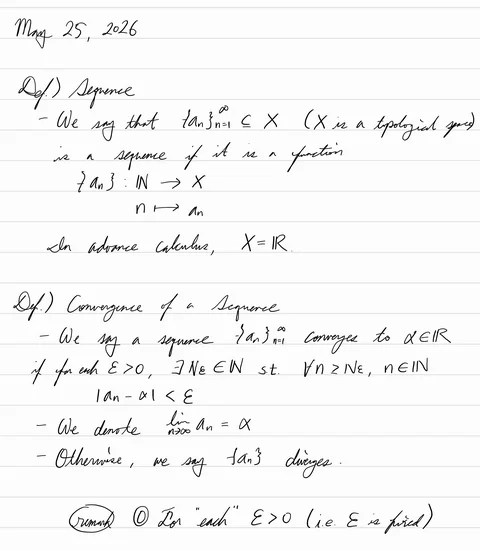 May 25, 2026
Def.) Sequence
- We say that {an}∞n=1 ⊆ X (X is a topological space)
is a sequence if it is a function
{an} : ℕ → X
n ↦ an
In advance calculus, X = ℝ.
Def.) Convergence of a Sequence
- We say a sequence {an}∞n=1 converges to α ∈ ℝ
if for each ε > 0, ∃ Nε ∈ ℕ st. ∀n ≥ Nε, n ∈ ℕ
|an - α| < ε
- We denote lim n→∞ an = α
- Otherwise, we say {an} diverges.
remark ① For "each" ε > 0 (i.e. ε is fixed)